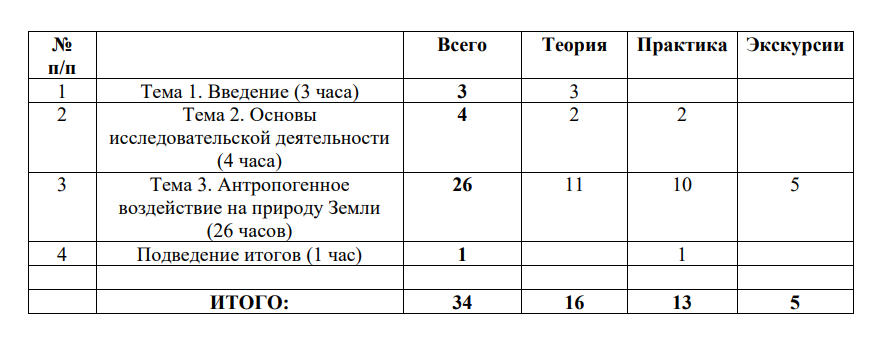 № п/п Всего Теория Практика Экскурсии
1 Тема 1. Введение (3 часа) 3 3
2 Тема 2. Основы 4 2 2
исследовательской деятельности
(4 часа)
3 Тема 3. Антропогенное 26 11 10 5
воздействие на природу Земли
(26 часов)
4 Подведение итогов (1 час) 1 1
ИТОГО: 34 16 13 5